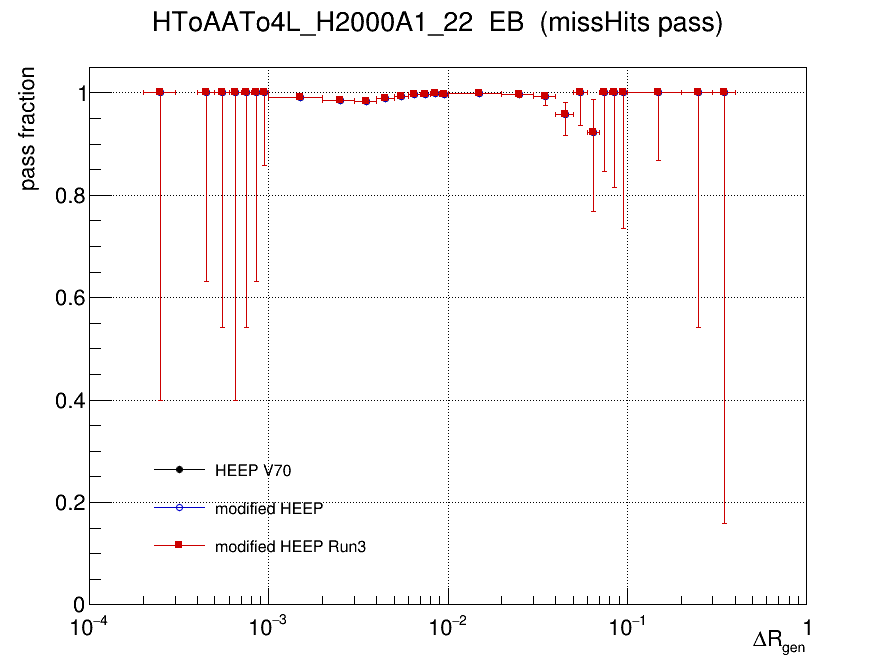 HToAATo4L_H2000A1_22 EB (missHits pass)
pass fraction
1
0.8
0.6
0.4
0.2
0
HEEP V70
modified HEEP
modified HEEP Run3
10⁻⁴ 10⁻³ 10⁻² 10⁻¹ 1
ΔR_gen